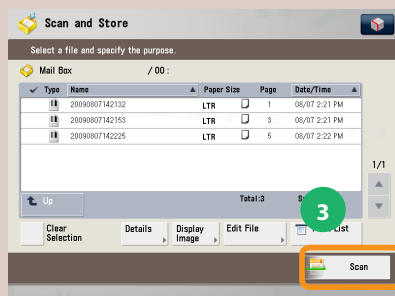 Scan and Store
Select a file and specify the purpose.
Mail Box / 00 :
Type Name Paper Size Page Date/Time
20090807142132 LTR 1 08/07 2:21 PM
20090807142153 LTR 3 08/07 2:21 PM
20090807142225 LTR 5 08/07 2:22 PM
1/1
Up Total:3
3
Clear Selection Details Display Image Edit File List
Scan